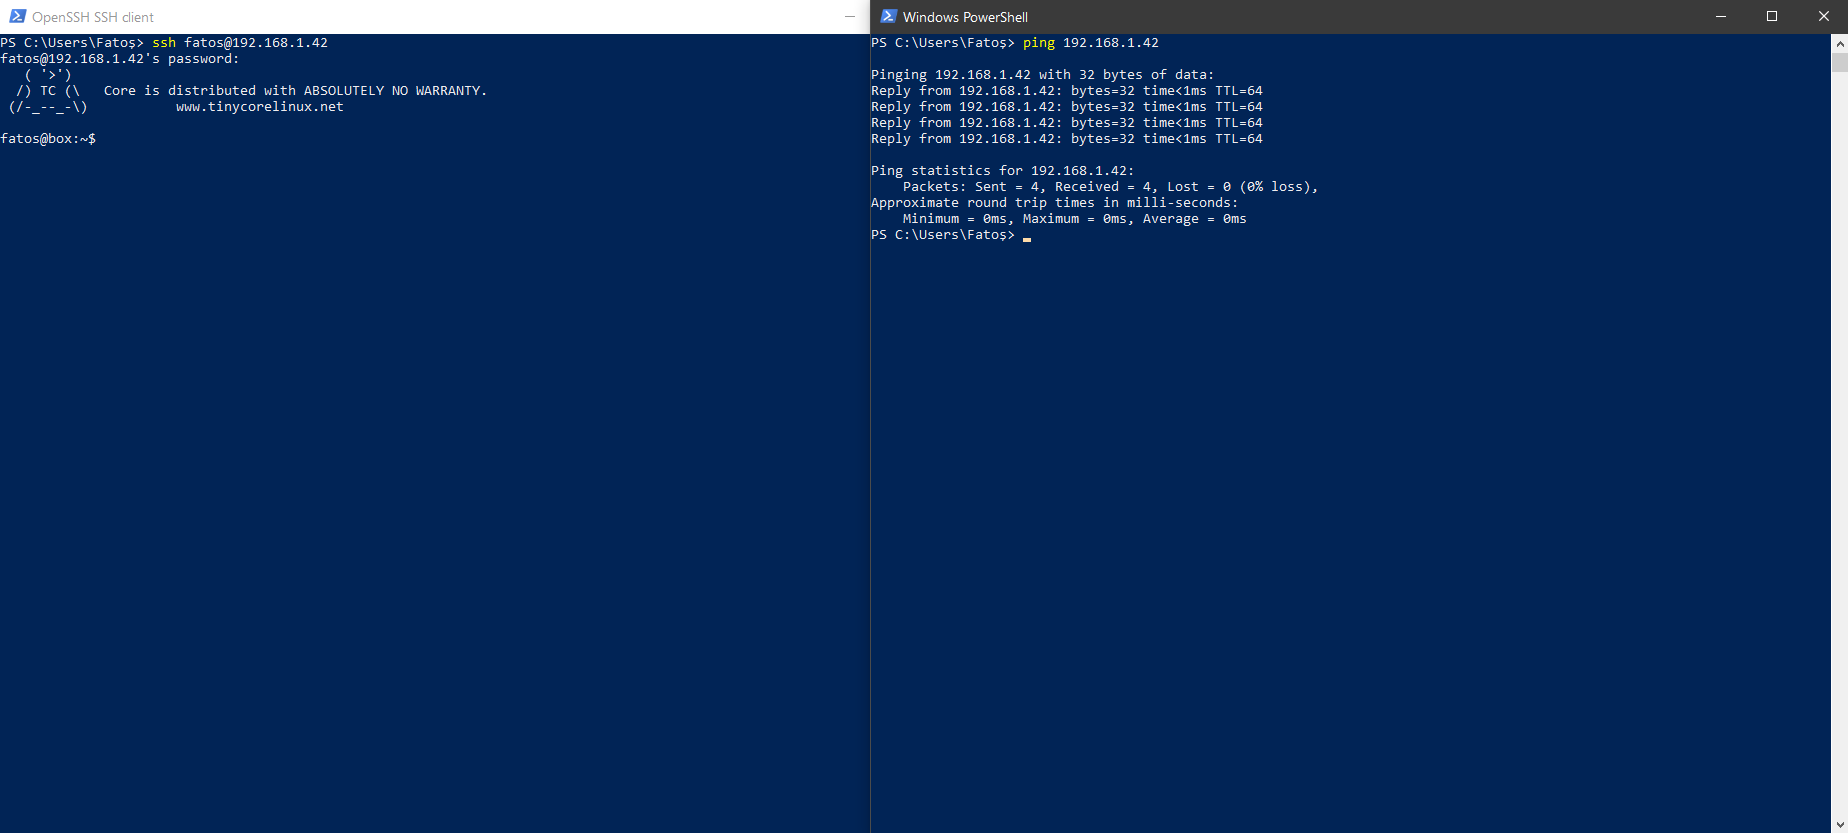 OpenSSH SSH client
PS C:\Users\Fatoş> ssh fatos@192.168.1.42
fatos@192.168.1.42's password:
   ( '>')
  /) TC (\   Core is distributed with ABSOLUTELY NO WARRANTY.
 (/-_--_-\)           www.tinycorelinux.net

fatos@box:~$
Windows PowerShell
PS C:\Users\Fatoş> ping 192.168.1.42

Pinging 192.168.1.42 with 32 bytes of data:
Reply from 192.168.1.42: bytes=32 time<1ms TTL=64
Reply from 192.168.1.42: bytes=32 time<1ms TTL=64
Reply from 192.168.1.42: bytes=32 time<1ms TTL=64
Reply from 192.168.1.42: bytes=32 time<1ms TTL=64

Ping statistics for 192.168.1.42:
    Packets: Sent = 4, Received = 4, Lost = 0 (0% loss),
Approximate round trip times in milli-seconds:
    Minimum = 0ms, Maximum = 0ms, Average = 0ms
PS C:\Users\Fatoş>